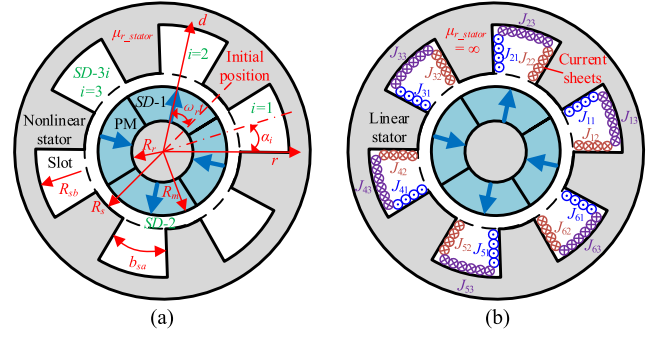 μr_stator
d
i=2
Initial
position
SD-3i
i=3
SD-1
ωrt
i=1
Nonlinear
stator
PM
αi
Slot
Rr
r
Rsb
Rs
Rm
SD-2
bsa
(a)
μr_stator
= ∞
J23
J33
J21
J22
Current
sheets
J32
J31
J11
J13
J12
Linear
stator
J42
J43
J41
J61
J62
J63
J52
J51
J53
(b)